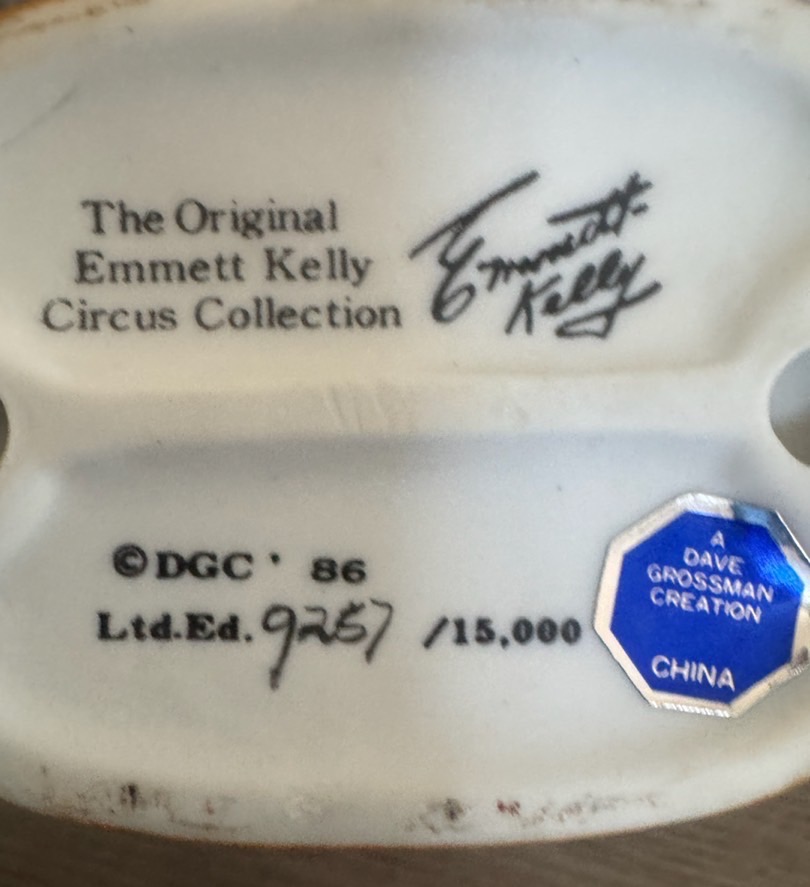 The Original
Emmett Kelly
Circus Collection
Emmett
Kelly
©DGC ' 86
Ltd.Ed. 9257 /15,000
A
DAVE
GROSSMAN
CREATION
CHINA